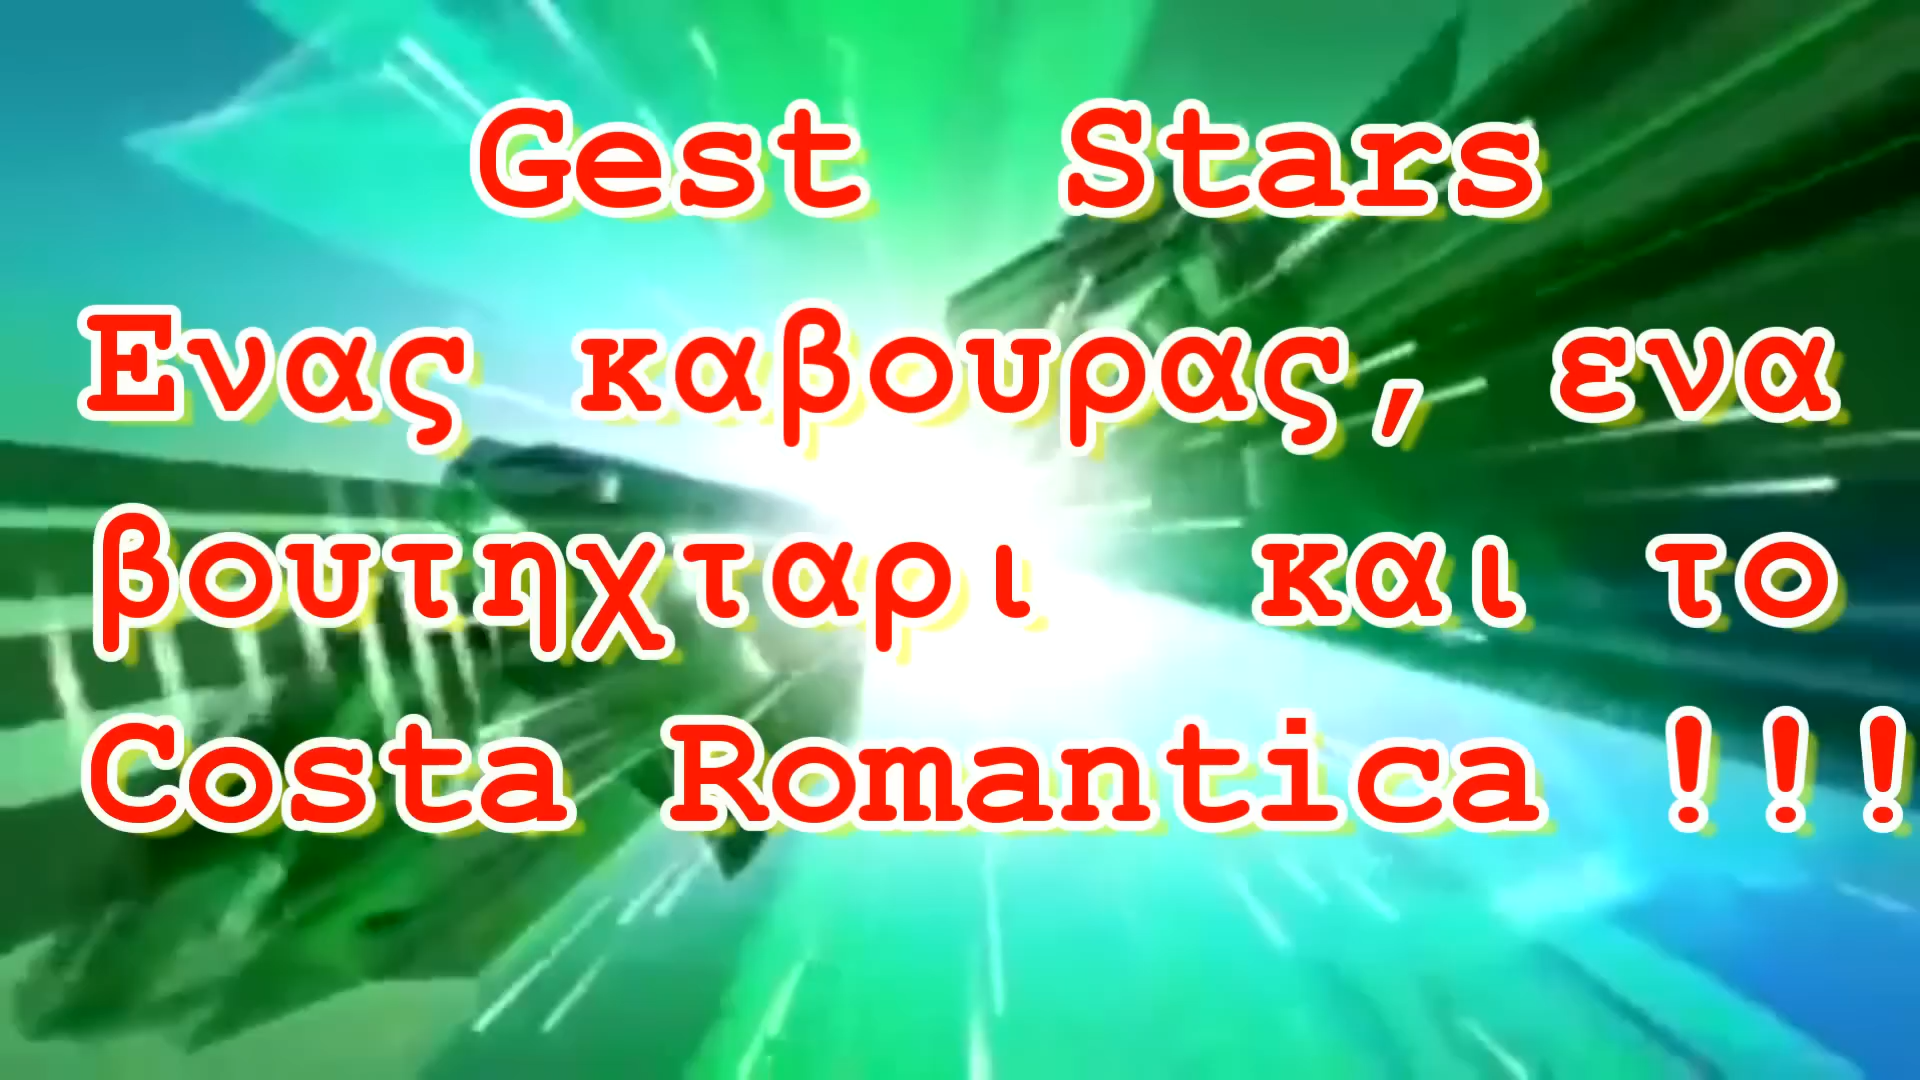 Gest Stars
Ενας καβουρας, ενα
βουτηχταρι και το
Costa Romantica !!!